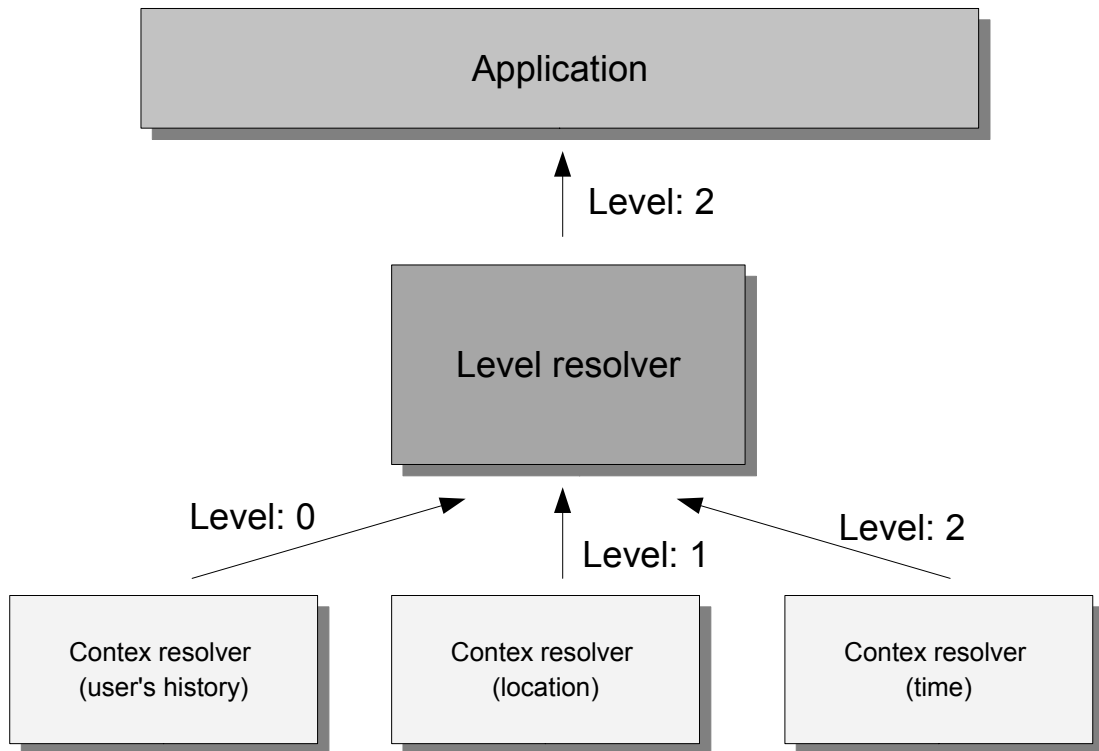 Application
Level: 2
Level resolver
Level: 0
Level: 1
Level: 2
Contex resolver
(user's history)
Contex resolver
(location)
Contex resolver
(time)